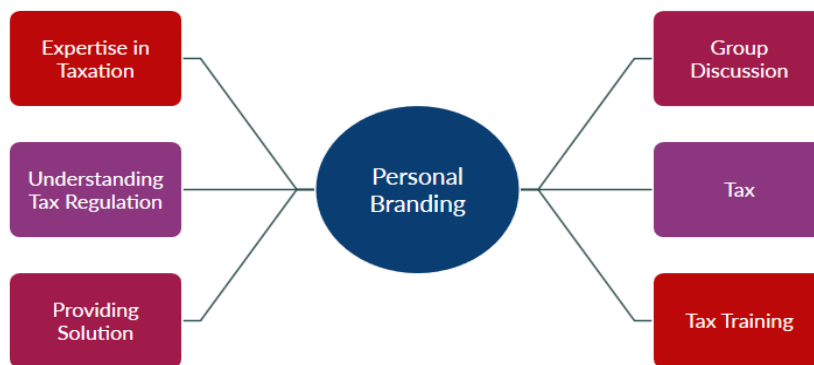 Expertise in
Taxation
Understanding
Tax Regulation
Providing
Solution
Personal
Branding
Group
Discussion
Tax
Tax Training